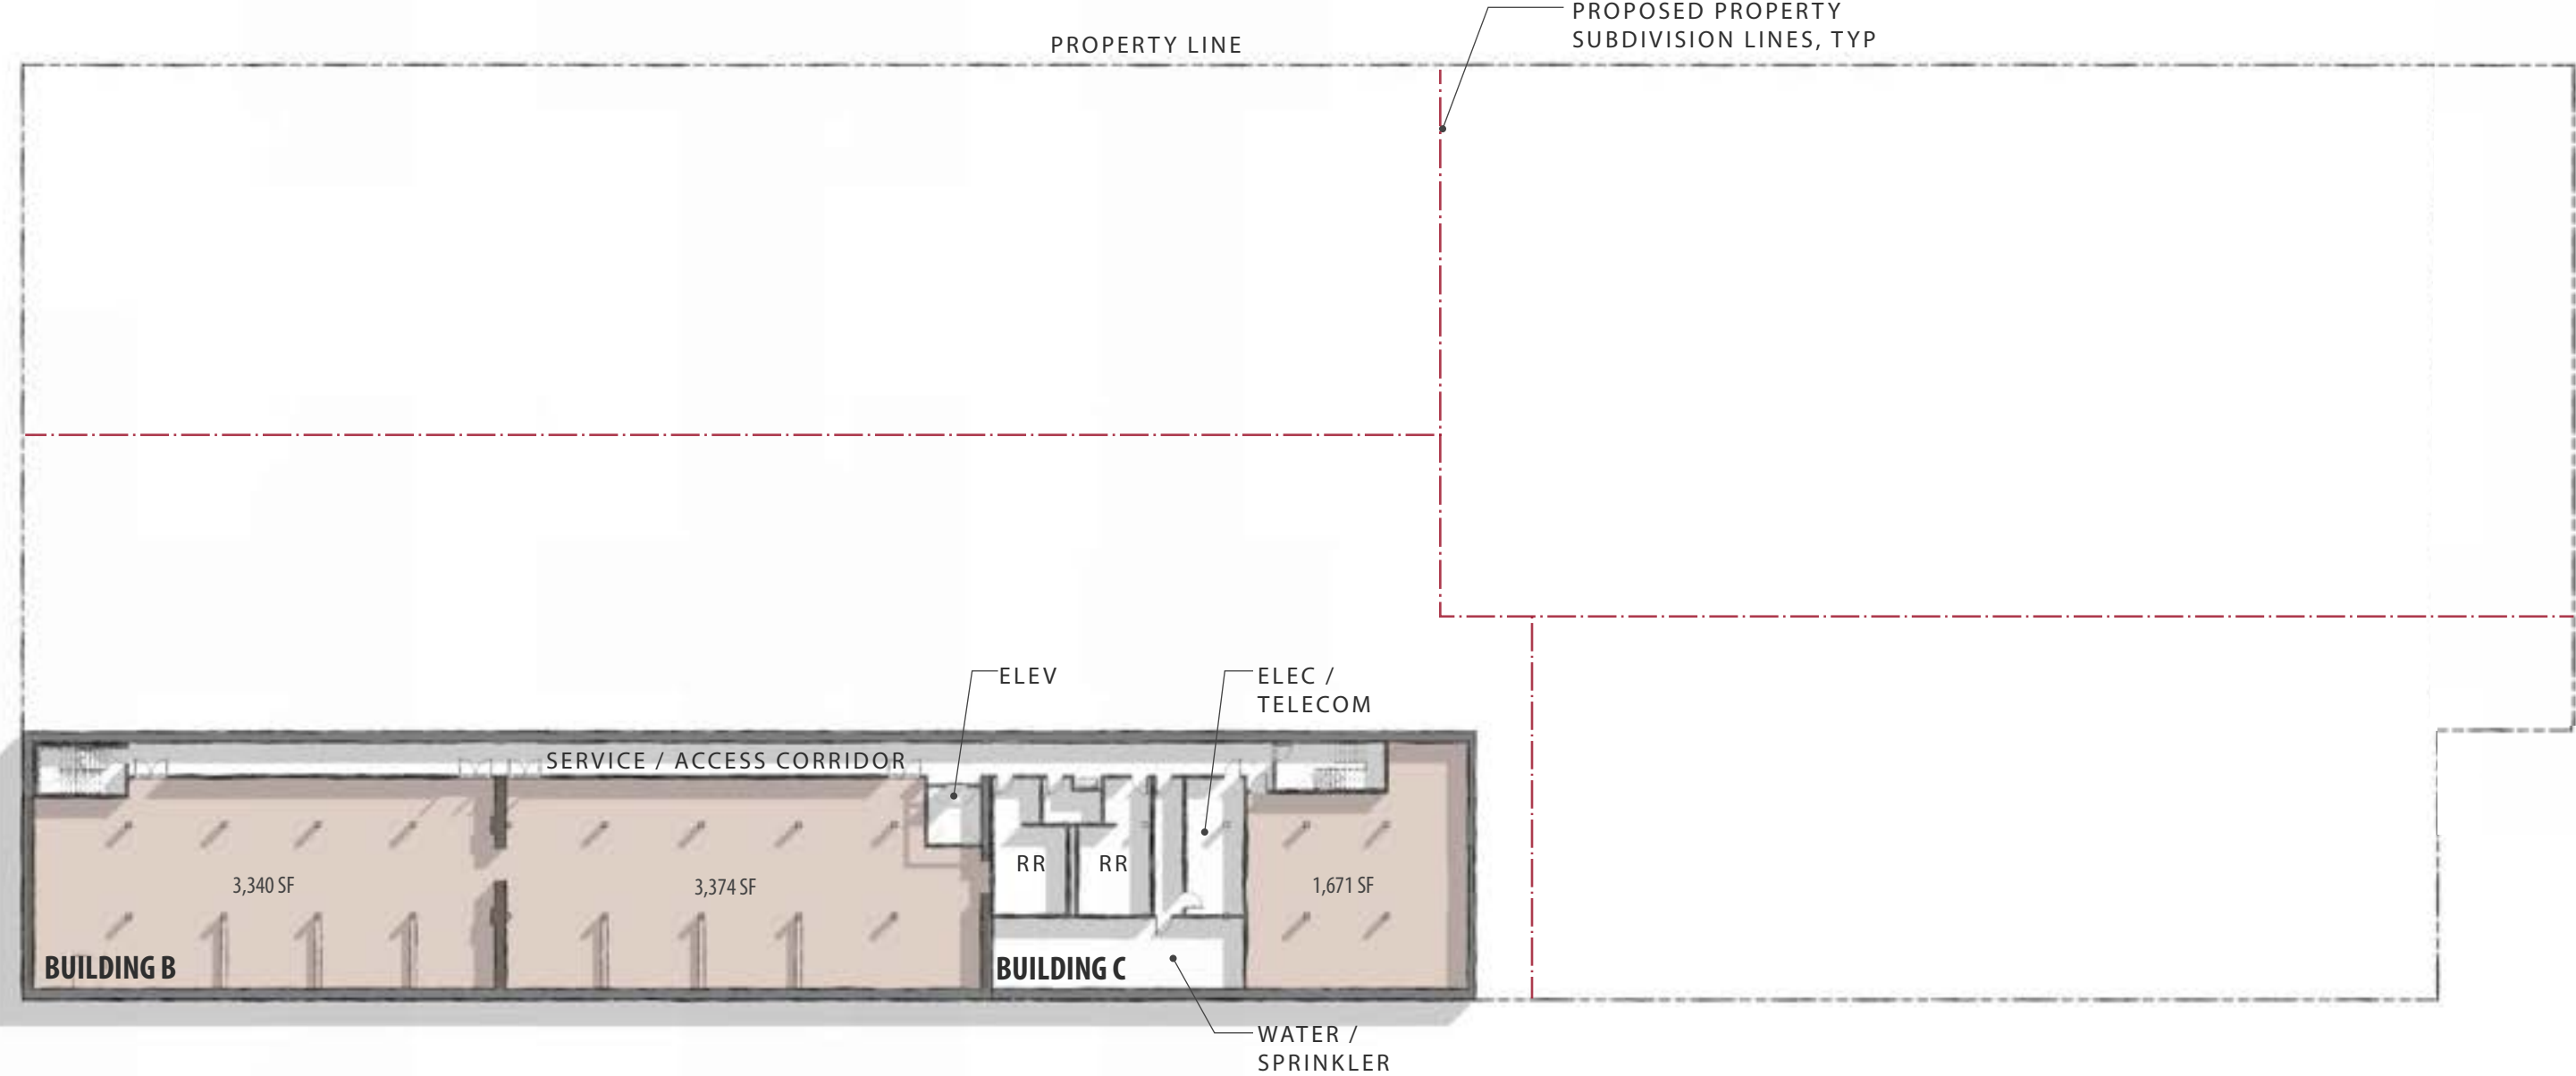 PROPOSED PROPERTY
SUBDIVISION LINES, TYP
PROPERTY LINE
ELEV
ELEC /
TELECOM
SERVICE / ACCESS CORRIDOR
RR
RR
3,340 SF
3,374 SF
1,671 SF
BUILDING B
BUILDING C
WATER /
SPRINKLER